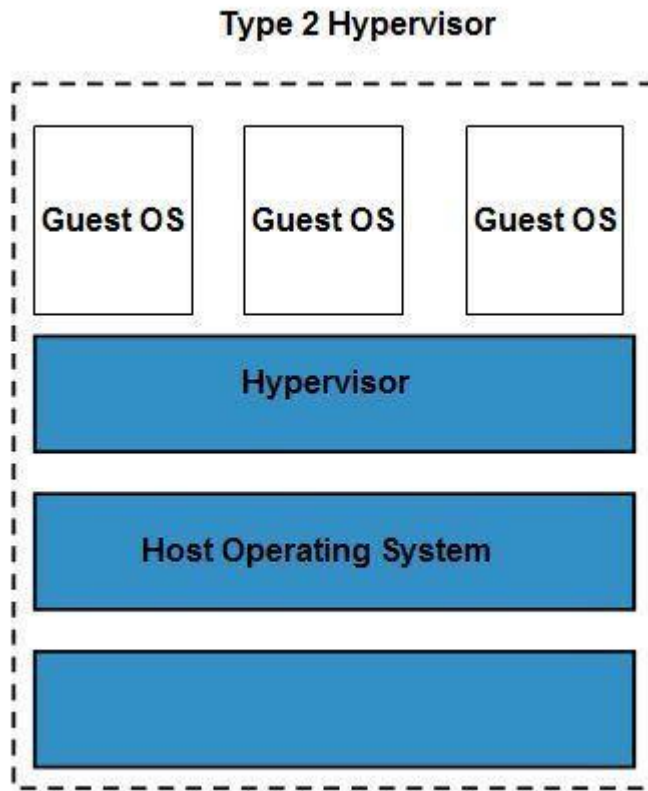 Type 2 Hypervisor
Guest OS Guest OS Guest OS
Hypervisor
Host Operating System